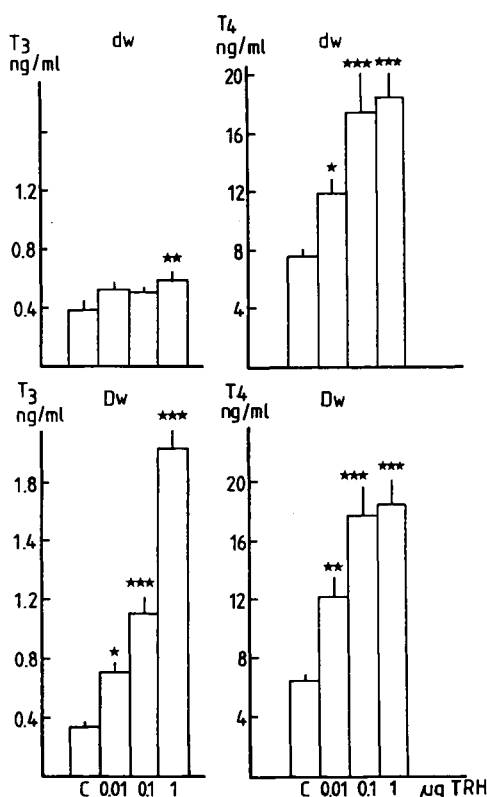 T3
ng/ml
dw
1.2
0.8
0.4
★★
T4
ng/ml
dw
20
16
12
8
4
★
★★★
★★★
T3
ng/ml
Dw
1.8
1.2
0.8
0.4
★
★★★
★★★
C 0.01 0.1 1
T4
ng/ml
Dw
20
16
12
8
4
★★
★★★
★★★
C 0.01 0.1 1 µg TRH